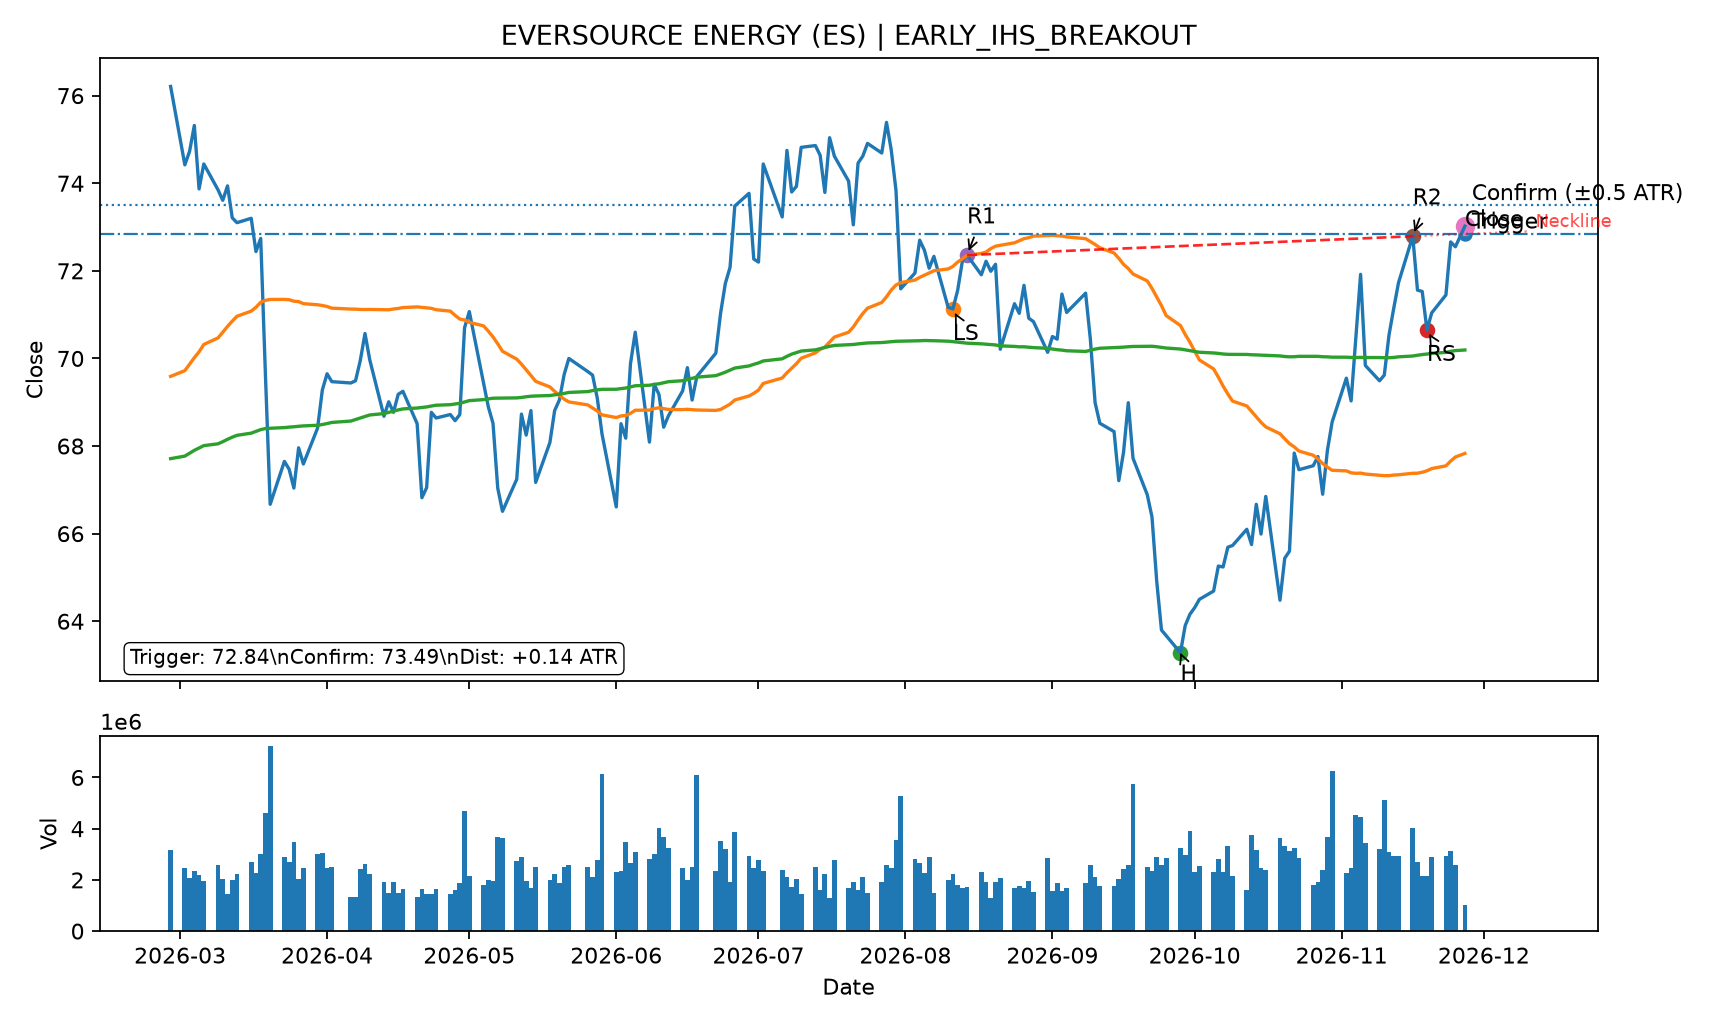 EVERSOURCE ENERGY (ES) | EARLY_IHS_BREAKOUT
Close
76
74
72
70
68
66
64
R1
LS
H
R2
RS
Confirm (±0.5 ATR)
Close
Trigger
Neckline
Trigger: 72.84\nConfirm: 73.49\nDist: +0.14 ATR
1e6
Vol
6
4
2
0
2026-03
2026-04
2026-05
2026-06
2026-07
2026-08
2026-09
2026-10
2026-11
2026-12
Date